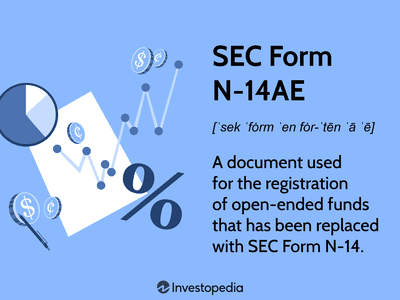 SEC Form
N-14AE
[ˈsek ˈfȯrm ˈen fȯr-ˈtēn ˈā ˈē]
A document used
for the registration
of open-ended funds
that has been replaced
with SEC Form N-14.
$ ¢
¢
%
$ ¢
Investopedia